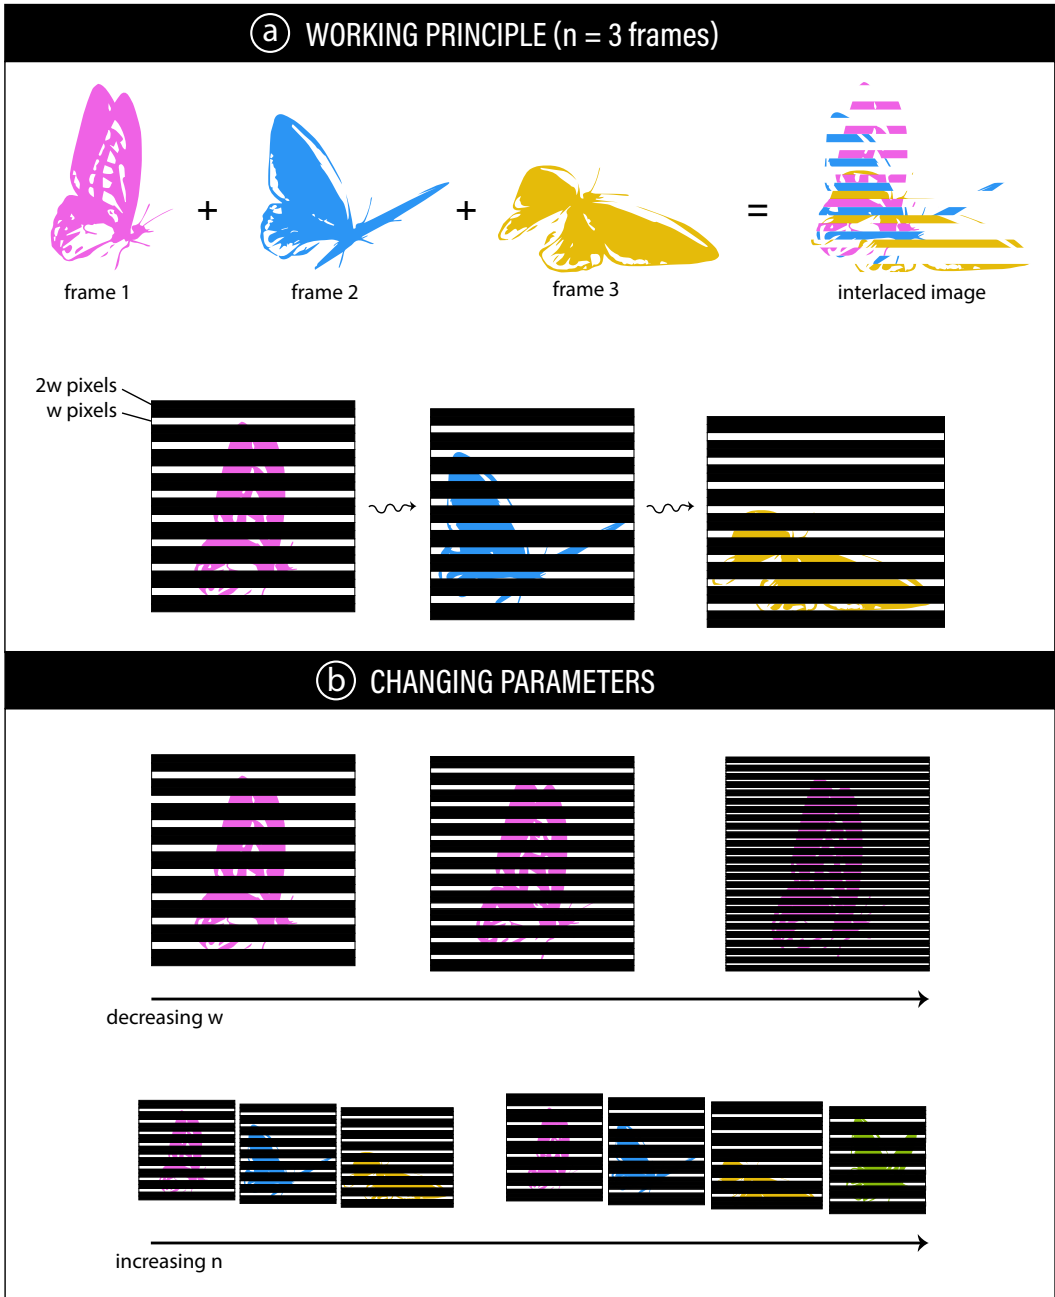 a WORKING PRINCIPLE (n = 3 frames)
+ + =
frame 1
frame 2
frame 3
interlaced image
2w pixels
w pixels
b CHANGING PARAMETERS
decreasing w
increasing n